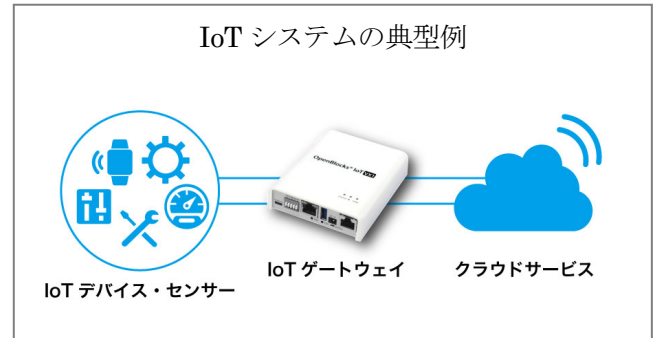 IoT システムの典型例
OpenBlocks® IoT VX1
IoT ゲートウェイ
クラウドサービス
IoT デバイス・センサー